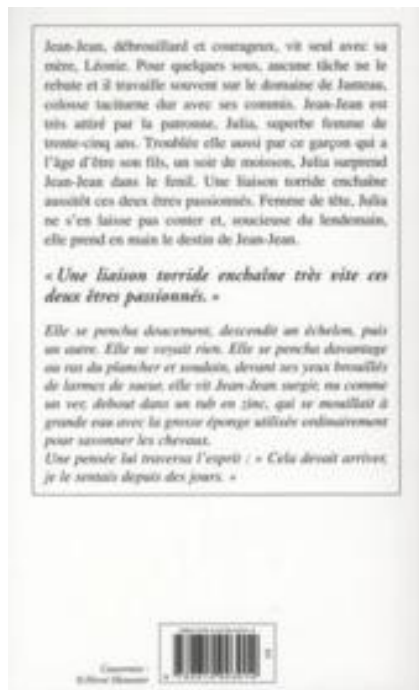 Jean-Jean, débrouillard et courageux, vit seul avec sa
mère, Léonie. Pour quelques sous, aucune tâche ne le
rebute et il travaille souvent sur le domaine de
colosse taciturne dur avec ses commis. Jean-Jean est
très attiré par la patronne, Julia, superbe femme de
trente-cinq ans. Troublée elle aussi par ce garçon qui a
l'âge d'être son fils, un soir de moisson, Julia surprend
Jean-Jean dans le fenil. Une liaison torride enchaîne
aussitôt ces deux êtres passionnés. Femme de tête, Julia
ne s'en laisse pas conter et, soucieuse du lendemain,
elle prend en main le destin de Jean-Jean.
« Une liaison torride enchaîne très vite ces
deux êtres passionnés. »
Elle se pencha doucement, descendit un échelon, puis
un autre. Elle ne voyait rien. Elle se pencha davantage
au ras du plancher et soudain, devant ses yeux brouillés
de larmes de sueur, elle vit Jean-Jean surgir, nu comme
un ver, debout dans un tub en zinc, qui se mouillait à
grande eau avec la grosse éponge utilisée ordinairement
pour savonner les chevaux.
Une pensée lui traversa l'esprit : « Cela devait arriver,
je le sentais depuis des jours. »
Couverture :